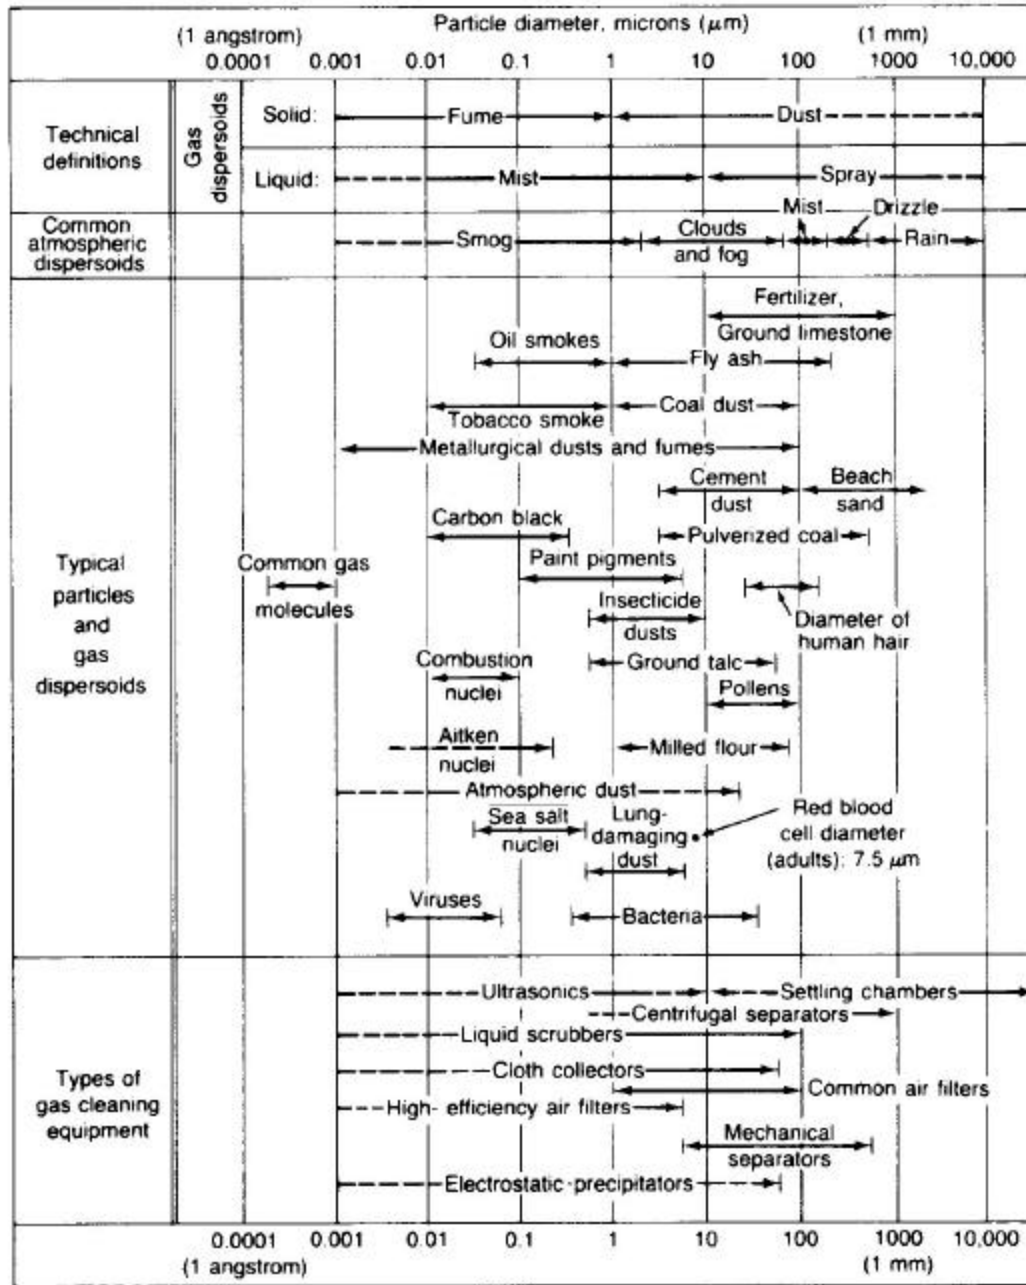 Particle diameter, microns (μm)
(1 angstrom)
(1 mm)
0.0001 0.001 0.01 0.1 1 10 100 1000 10,000
Technical
definitions
Gas
dispersoids
Solid:
Fume
Dust
Liquid:
Mist
Spray
Common
atmospheric
dispersoids
Smog
Clouds
and fog
Mist
Drizzle
Rain
Typical
particles
and
gas
dispersoids
Fertilizer,
Ground limestone
Oil smokes
Fly ash
Tobacco smoke
Coal dust
Metallurgical dusts and fumes
Cement
dust
Beach
sand
Carbon black
Pulverized coal
Common gas
molecules
Paint pigments
Insecticide
dusts
Diameter of
human hair
Combustion
nuclei
Ground talc
Pollens
Aitken
nuclei
Milled flour
Atmospheric dust
Sea salt
nuclei
Lung-
damaging
dust
Red blood
cell diameter
(adults): 7.5 μm
Viruses
Bacteria
Types of
gas cleaning
equipment
Ultrasonics
Settling chambers
Centrifugal separators
Liquid scrubbers
Cloth collectors
Common air filters
High- efficiency air filters
Mechanical
separators
Electrostatic-precipitators
0.0001 0.001 0.01 0.1 1 10 100 1000 10,000
(1 angstrom)
(1 mm)